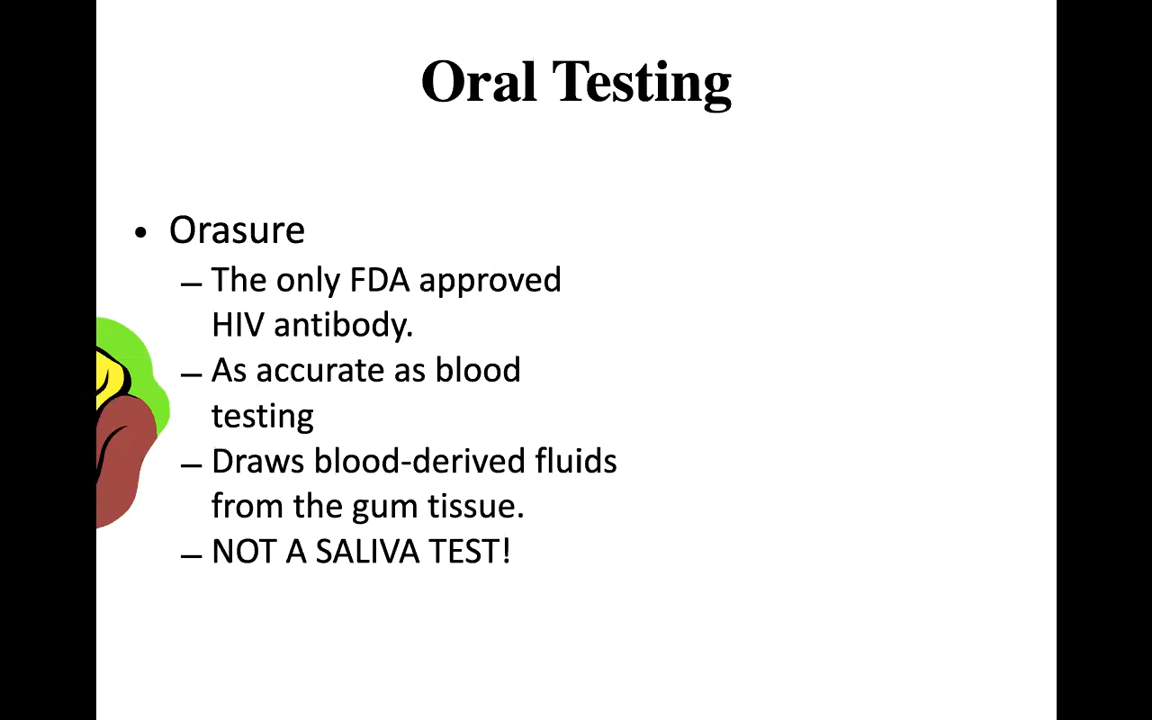 Oral Testing
• Orasure
– The only FDA approved
HIV antibody.
– As accurate as blood
testing
– Draws blood-derived fluids
from the gum tissue.
– NOT A SALIVA TEST!